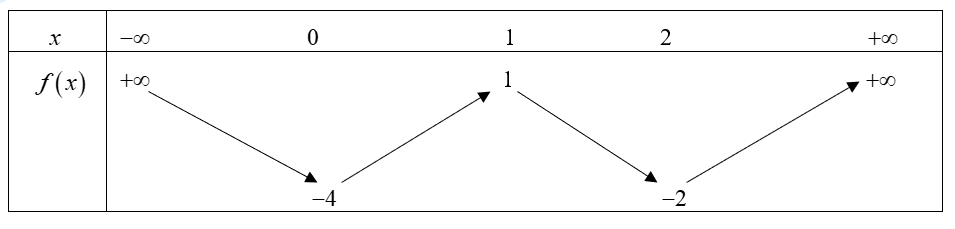 x −∞ 0 1 2 +∞
f(x) +∞ 1 +∞
−4 −2